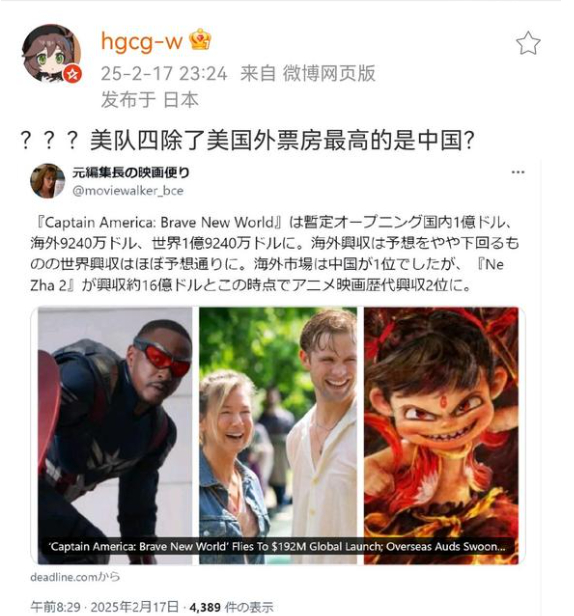 hgcg-w
25-2-17 23:24 来自 微博网页版
发布于 日本
？？？美队四除了美国外票房最高的是中国？
元編集長の映画便り
@moviewalker_bce
『Captain America: Brave New World』は暫定オープニング国内1億ドル、
海外9240万ドル、世界1億9240万ドルに。海外興収は予想をやや下回るも
のの世界興収はほぼ予想通りに。海外市場は中国が1位でしたが、『Ne
Zha 2』が興収約16億ドルとこの時点でアニメ映画歴代興収2位に。
'Captain America: Brave New World' Flies To $192M Global Launch; Overseas Auds Swoon...
deadline.comから
午前8:29 · 2025年2月17日 · 4,389 件の表示